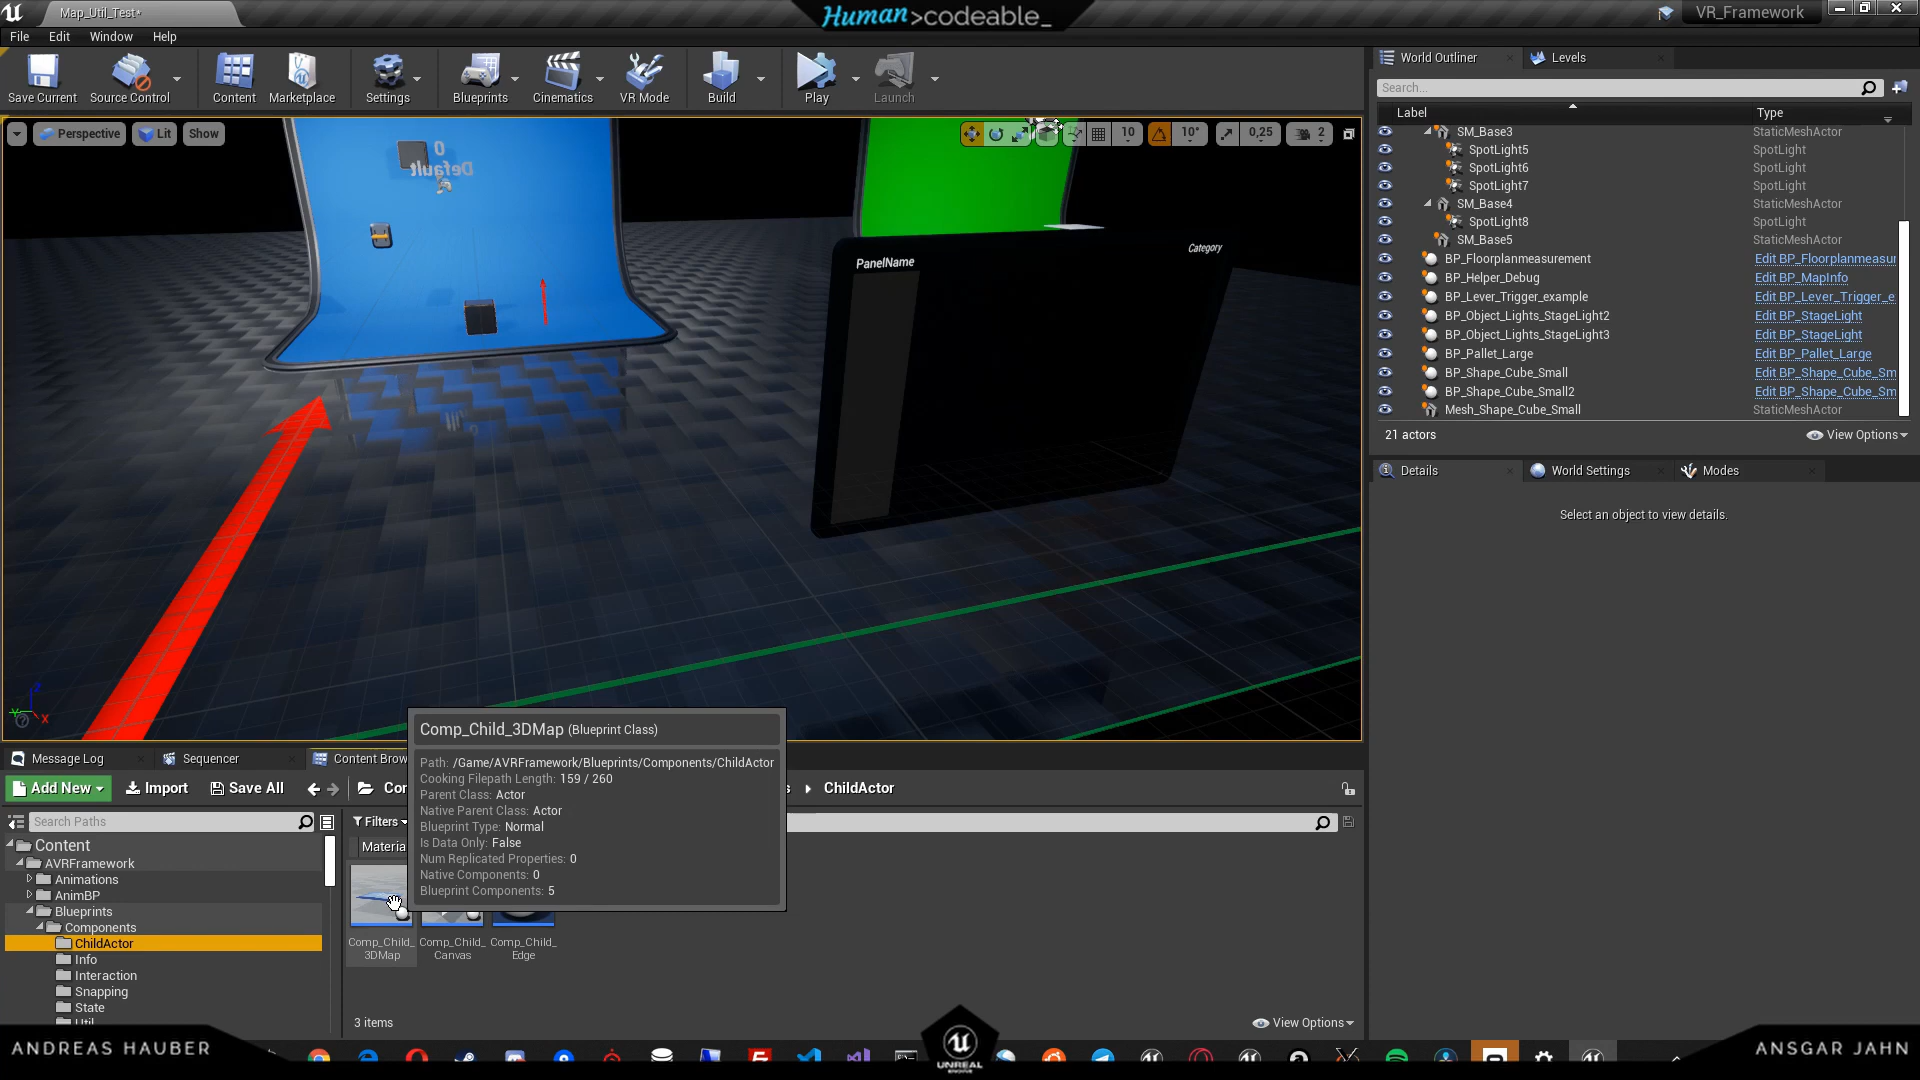 Map_Util_Test*
Human>codeable_
VR_Framework
File Edit Window Help
Save Current
Source Control
Content
Marketplace
Settings
Blueprints
Cinematics
VR Mode
Build
Play
Launch
Perspective
Lit
Show
10
10°
0,25
2
0
Default
PanelName
Category
World Outliner
Levels
Search...
Label Type
SM_Base3 StaticMeshActor
SpotLight5 SpotLight
SpotLight6 SpotLight
SpotLight7 SpotLight
SM_Base4 StaticMeshActor
SpotLight8 SpotLight
SM_Base5 StaticMeshActor
BP_Floorplanmeasurement Edit BP_Floorplanmeasur
BP_Helper_Debug Edit BP_MapInfo
BP_Lever_Trigger_example Edit BP_Lever_Trigger_e
BP_Object_Lights_StageLight2 Edit BP_StageLight
BP_Object_Lights_StageLight3 Edit BP_StageLight
BP_Pallet_Large Edit BP_Pallet_Large
BP_Shape_Cube_Small Edit BP_Shape_Cube_Sm
BP_Shape_Cube_Small2 Edit BP_Shape_Cube_Sm
Mesh_Shape_Cube_Small StaticMeshActor
21 actors
View Options
Details
World Settings
Modes
Select an object to view details.
Comp_Child_3DMap (Blueprint Class)
Path: /Game/AVRFramework/Blueprints/Components/ChildActor
Cooking Filepath Length: 159 / 260
Parent Class: Actor
Native Parent Class: Actor
Blueprint Type: Normal
Is Data Only: False
Num Replicated Properties: 0
Native Components: 0
Blueprint Components: 5
Message Log
Sequencer
Content Brow
Add New
Import
Save All
Con
s
ChildActor
Search Paths
Filters
Materia
Content
AVRFramework
Animations
AnimBP
Blueprints
Components
ChildActor
Info
Interaction
Snapping
State
Util
Comp_Child_
3DMap
Comp_Child_
Canvas
Comp_Child_
Edge
3 items
View Options
ANDREAS HAUBER
UNREAL
ENGINE
ANSGAR JAHN